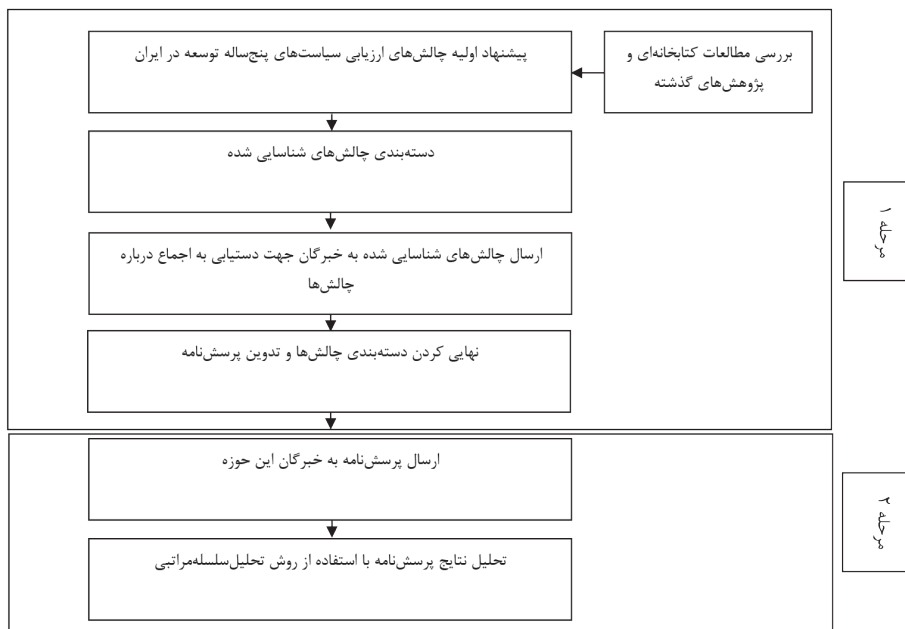 بررسی مطالعات کتابخانه‌ای و
پژوهش‌های گذشته
پیشنهاد اولیه چالش‌های ارزیابی سیاست‌های پنج‌ساله توسعه در ایران
دسته‌بندی چالش‌های شناسایی شده
ارسال چالش‌های شناسایی شده به خبرگان جهت دستیابی به اجماع درباره
چالش‌ها
نهایی کردن دسته‌بندی چالش‌ها و تدوین پرسش‌نامه
مرحله ۱
ارسال پرسش‌نامه به خبرگان این حوزه
تحلیل نتایج پرسش‌نامه با استفاده از روش تحلیل‌سلسله‌مراتبی
مرحله ۲